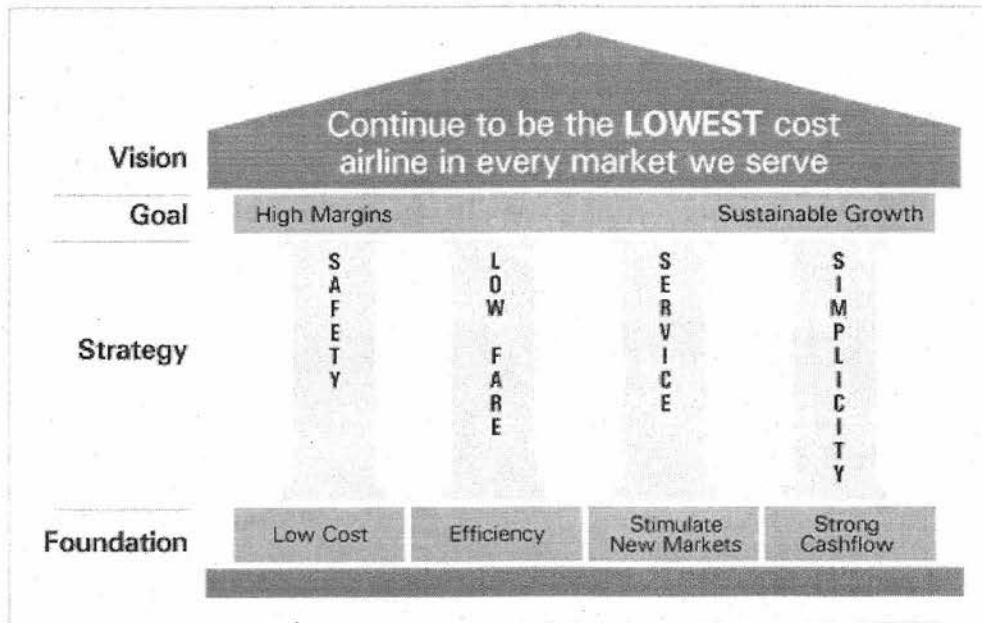 Continue to be the LOWEST cost
airline in every market we serve
Vision
Goal
High Margins
Sustainable Growth
Strategy
SAFETY
LOW FARE
SERVICE
SIMPLICITY
Foundation
Low Cost
Efficiency
Stimulate
New Markets
Strong
Cashflow